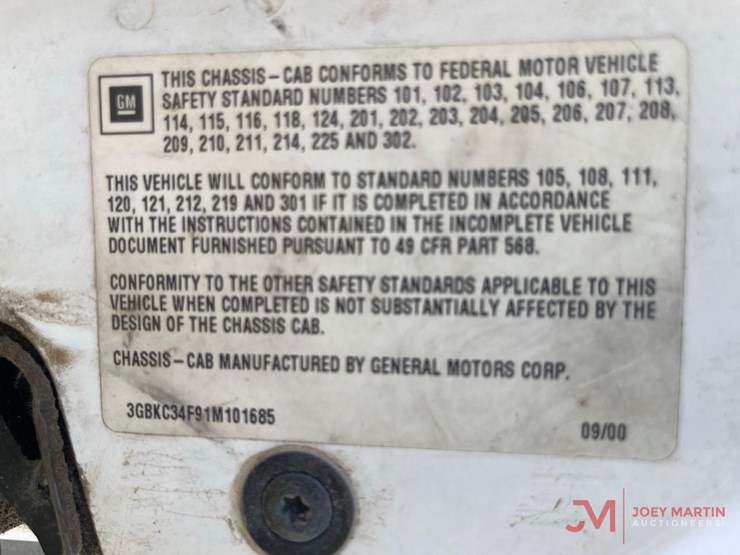 GM
THIS CHASSIS-CAB CONFORMS TO FEDERAL MOTOR VEHICLE
SAFETY STANDARD NUMBERS 101, 102, 103, 104, 106, 107, 113,
114, 115, 116, 118, 124, 201, 202, 203, 204, 205, 206, 207, 208,
209, 210, 211, 214, 225 AND 302.
THIS VEHICLE WILL CONFORM TO STANDARD NUMBERS 105, 108, 111,
120, 121, 212, 219 AND 301 IF IT IS COMPLETED IN ACCORDANCE
WITH THE INSTRUCTIONS CONTAINED IN THE INCOMPLETE VEHICLE
DOCUMENT FURNISHED PURSUANT TO 49 CFR PART 568.
CONFORMITY TO THE OTHER SAFETY STANDARDS APPLICABLE TO THIS
VEHICLE WHEN COMPLETED IS NOT SUBSTANTIALLY AFFECTED BY THE
DESIGN OF THE CHASSIS CAB.
CHASSIS-CAB MANUFACTURED BY GENERAL MOTORS CORP.
3GBKC34F91M101685
09/00
JM JOEY MARTIN
AUCTIONEERS!